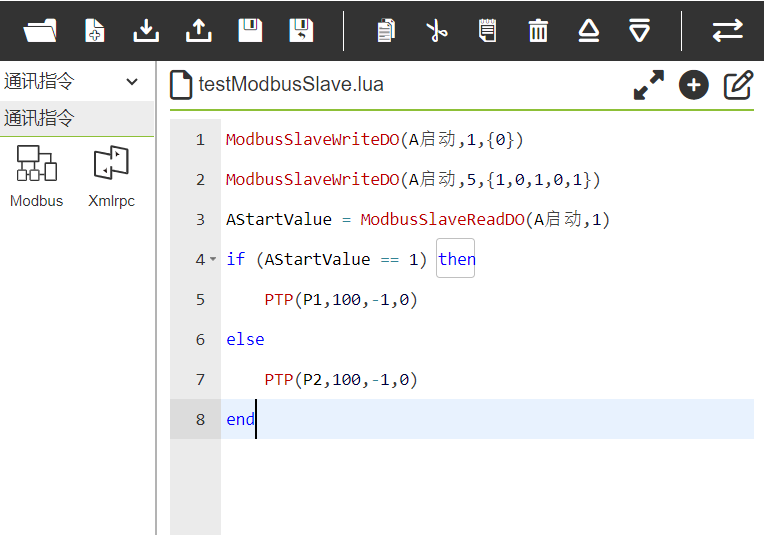 通讯指令
通讯指令
Modbus
Xmlrpc
testModbusSlave.lua
1 ModbusSlaveWriteDO(A启动,1,{0})
2 ModbusSlaveWriteDO(A启动,5,{1,0,1,0,1})
3 AStartValue = ModbusSlaveReadDO(A启动,1)
4 if (AStartValue == 1) then
5 PTP(P1,100,-1,0)
6 else
7 PTP(P2,100,-1,0)
8 end